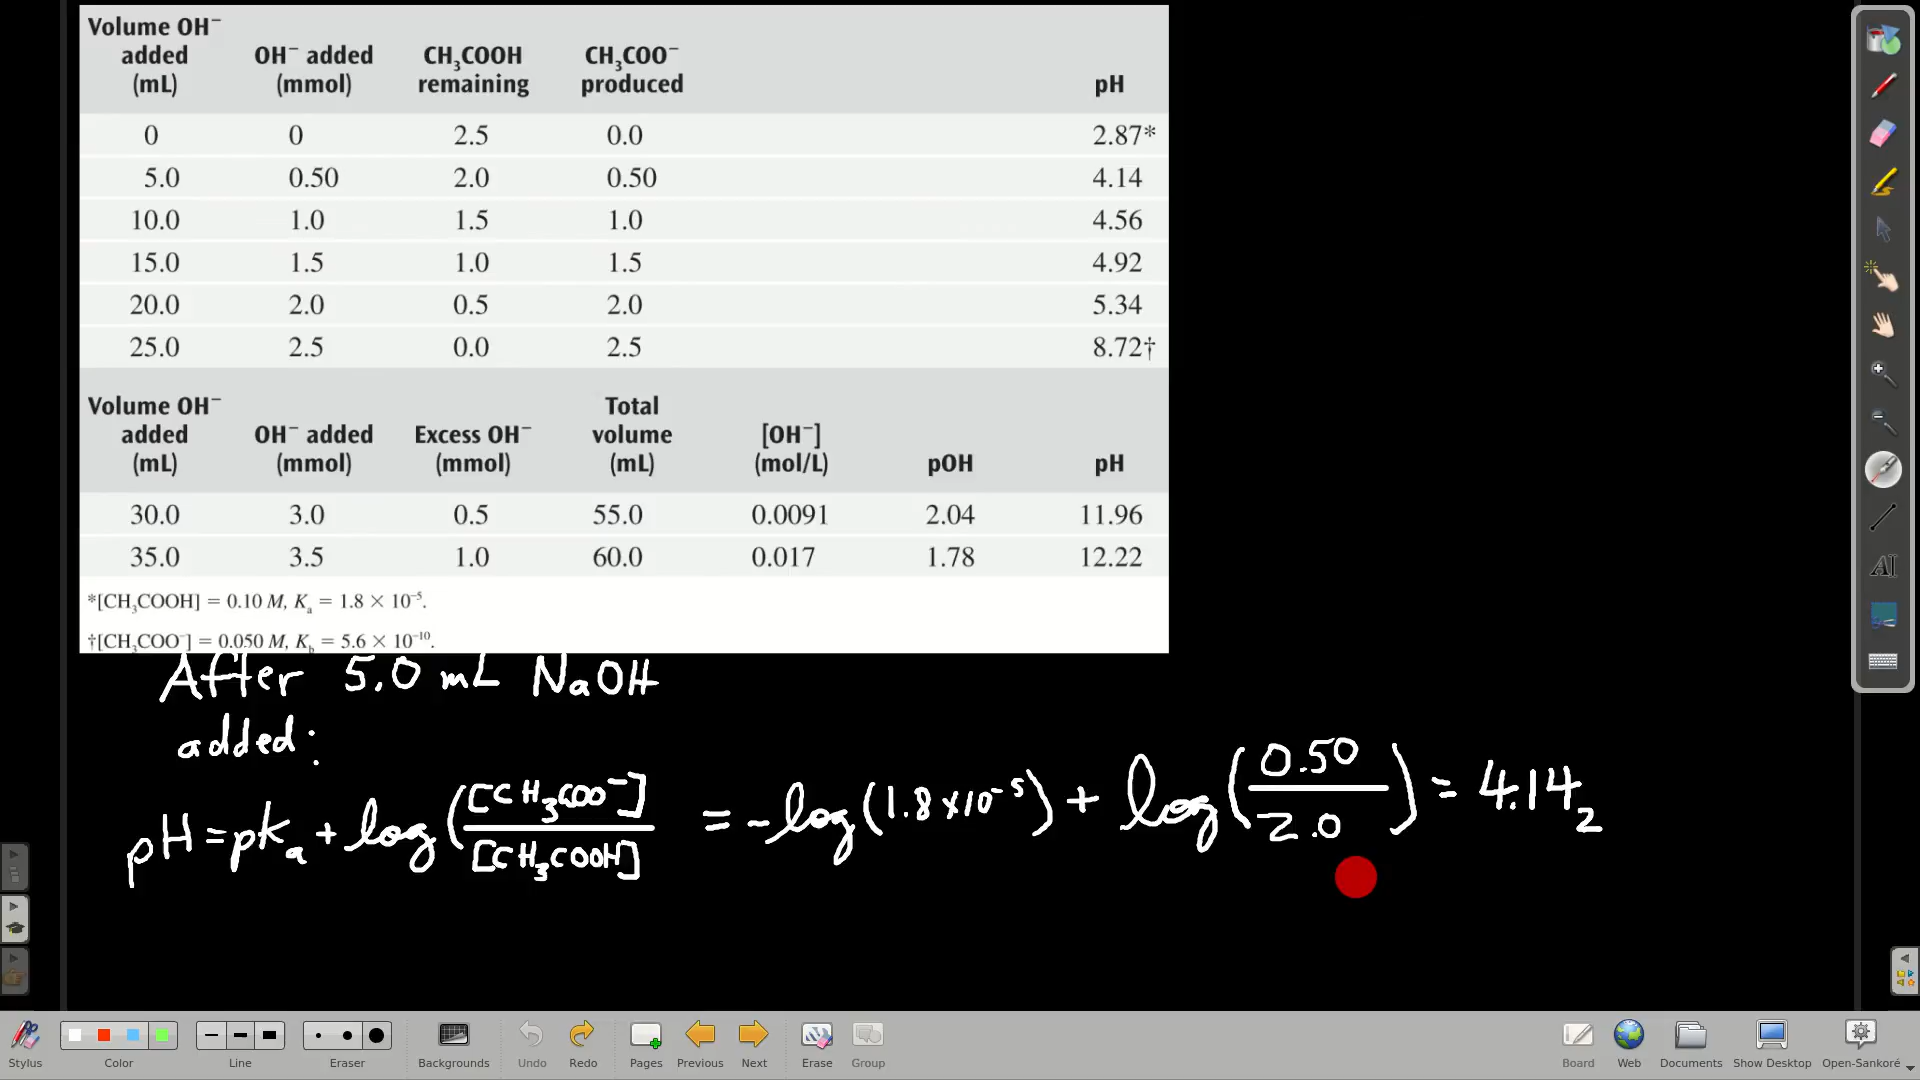 Volume OH⁻ added (mL) OH⁻ added (mmol) CH₃COOH remaining CH₃COO⁻ produced pH
0 0 2.5 0.0 2.87*
5.0 0.50 2.0 0.50 4.14
10.0 1.0 1.5 1.0 4.56
15.0 1.5 1.0 1.5 4.92
20.0 2.0 0.5 2.0 5.34
25.0 2.5 0.0 2.5 8.72†
Volume OH⁻ added (mL) OH⁻ added (mmol) Excess OH⁻ (mmol) Total volume (mL) [OH⁻] (mol/L) pOH pH
30.0 3.0 0.5 55.0 0.0091 2.04 11.96
35.0 3.5 1.0 60.0 0.017 1.78 12.22
*[CH₃COOH] = 0.10 M, Kₐ = 1.8 × 10⁻⁵.
†[CH₃COO⁻] = 0.050 M, K_b = 5.6 × 10⁻¹⁰.
After 5.0 mL NaOH
added:
pH = pKₐ + log([CH₃COO⁻]/[CH₃COOH]) = -log(1.8×10⁻⁵) + log(0.50/2.0) = 4.14₂
AI
Stylus Color Line Eraser Backgrounds Undo Redo Pages Previous Next Erase Group Board Web Documents Show Desktop Open-Sankoré